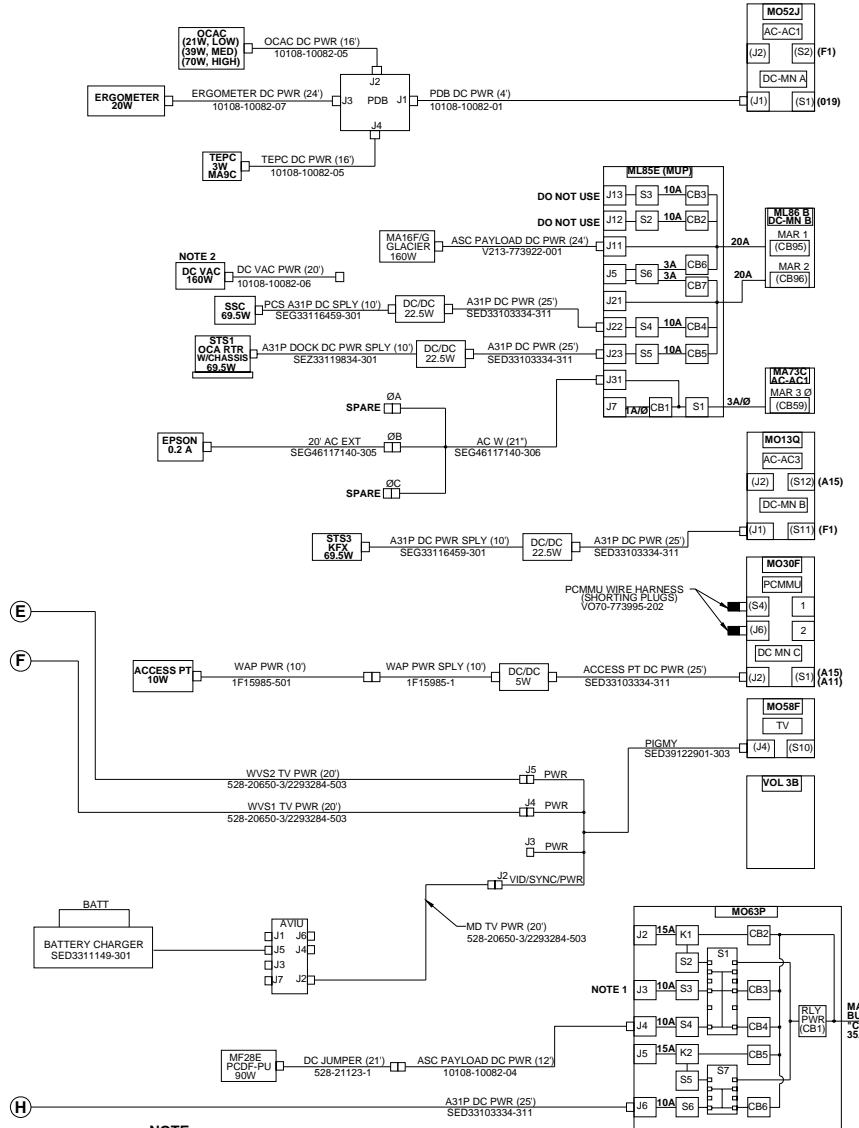 OCAC
(21W, LOW)
(39W, MED)
(70W, HIGH)
OCAC DC PWR (16')
10108-10082-05
ERGOMETER
20W
ERGOMETER DC PWR (24')
10108-10082-07
J2
J3 PDB J1
J4
PDB DC PWR (4')
10108-10082-01
TEPC
3W
MA9C
TEPC DC PWR (16')
10108-10082-05
MO52J
AC-AC1
(J2) (S2) (F1)
DC-MN A
(J1) (S1) (019)
ML85E (MUP)
DO NOT USE J13 S3 10A CB3
DO NOT USE J12 S2 10A CB2
MA16F/G
GLACIER
160W
ASC PAYLOAD DC PWR (24')
V213-773922-001
J11
20A
J5 S6 3A CB6
3A CB7
20A
J21
ML86 B
DC-MN B
MAR 1
(CB95)
MAR 2
(CB96)
NOTE 2
DC VAC
160W
DC VAC PWR (20')
10108-10082-06
SSC
69.5W
PCS A31P DC SPLY (10')
SEG33116459-301
DC/DC
22.5W
A31P DC PWR (25')
SED33103334-311
J22 S4 10A CB4
STS1
OCA RTR
W/CHASSIS
69.5W
A31P DOCK DC PWR SPLY (10')
SEZ33119834-301
DC/DC
22.5W
A31P DC PWR (25')
SED33103334-311
J23 S5 10A CB5
J31
J7 1A/Ø CB1 S1 3A/Ø
MA73C
AC-AC1
MAR 3 Ø
(CB59)
SPARE ØA
EPSON
0.2 A
20' AC EXT
SEG46117140-305
ØB
AC W (21")
SEG46117140-306
SPARE ØC
MO13Q
AC-AC3
(J2) (S12) (A15)
DC-MN B
(J1) (S11) (F1)
STS3
KFX
69.5W
A31P DC PWR SPLY (10')
SEG33116459-301
DC/DC
22.5W
A31P DC PWR (25')
SED33103334-311
PCMMU WIRE HARNESS
(SHORTING PLUGS)
VO70-773995-202
MO30F
PCMMU
(S4) 1
(J6) 2
DC MN C
(J2) (S1) (A15)
(A11)
E
F
ACCESS PT
10W
WAP PWR (10')
1F15985-501
WAP PWR SPLY (10')
1F15985-1
DC/DC
5W
ACCESS PT DC PWR (25')
SED33103334-311
MO58F
TV
(J4) (S10)
PIGMY
SED39122901-303
WVS2 TV PWR (20')
528-20650-3/2293284-503
J5 PWR
WVS1 TV PWR (20')
528-20650-3/2293284-503
J4 PWR
J3 PWR
J2 VID/SYNC/PWR
VOL 3B
MD TV PWR (20')
528-20650-3/2293284-503
BATT
BATTERY CHARGER
SED3311149-301
AVIU
J1 J6
J5 J4
J3
J7 J2
MO63P
J2 15A K1 CB2
S2 S1
NOTE 1 J3 10A S3 CB3
J4 10A S4 CB4
RLY
PWR
(CB1)
MA
BU
"C
35
J5 15A K2 CB5
S5 S7
J6 10A S6 CB6
MF28E
PCDF-PU
90W
DC JUMPER (21')
528-21123-1
ASC PAYLOAD DC PWR (12')
10108-10082-04
H
A31P DC PWR (25')
SED33103334-311
NOTE